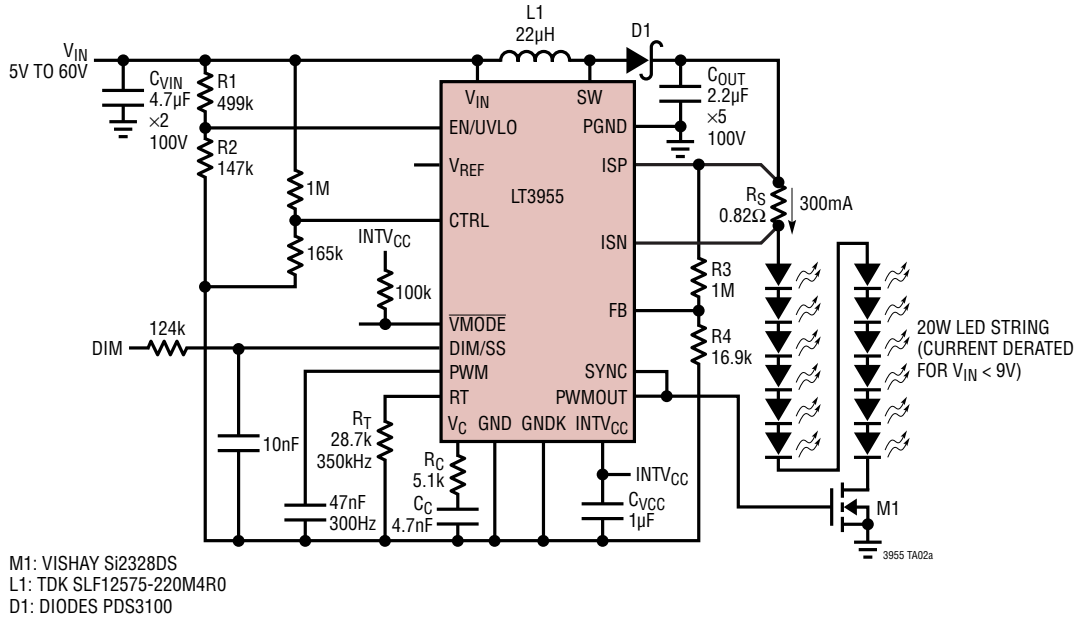 L1
22µH
D1
VIN
5V TO 60V
CVIN
4.7µF
×2
100V
R1
499k
R2
147k
1M
165k
INTVCC
100k
VIN
SW
EN/UVLO
PGND
VREF
ISP
LT3955
CTRL
ISN
FB
VMODE
DIM/SS
PWM
SYNC
RT
PWMOUT
VC
GND
GNDK
INTVCC
COUT
2.2µF
×5
100V
RS
0.82Ω
300mA
R3
1M
R4
16.9k
20W LED STRING
(CURRENT DERATED
FOR VIN < 9V)
DIM
124k
10nF
47nF
300Hz
RT
28.7k
350kHz
RC
5.1k
CC
4.7nF
INTVCC
CVCC
1µF
M1
3955 TA02a
M1: VISHAY Si2328DS
L1: TDK SLF12575-220M4R0
D1: DIODES PDS3100